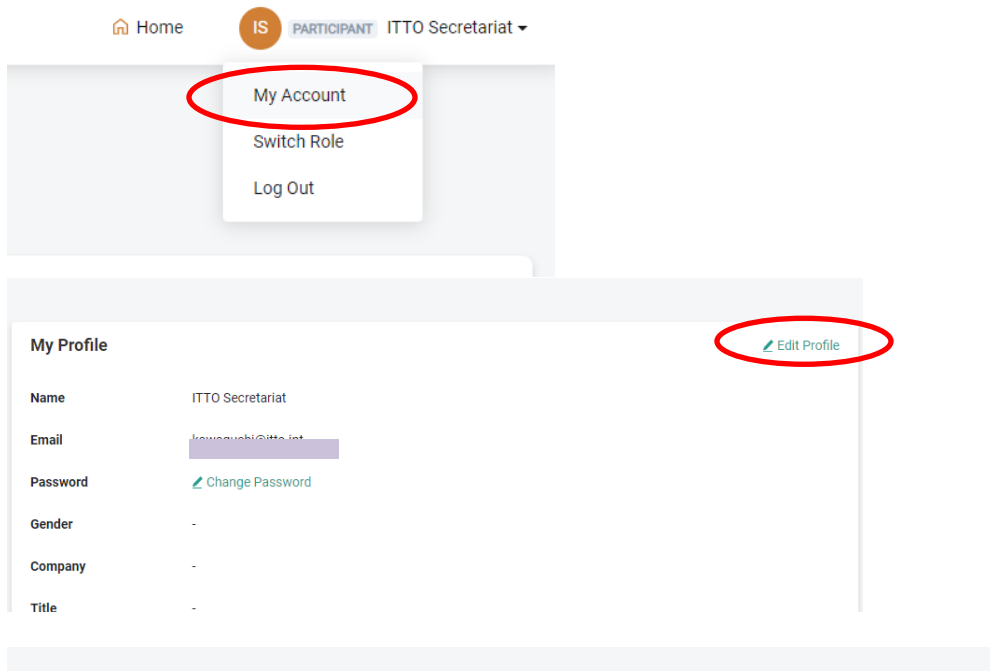 Home IS PARTICIPANT ITTO Secretariat
My Account
Switch Role
Log Out
My Profile Edit Profile
Name ITTO Secretariat
Email
Password Change Password
Gender -
Company -
Title -